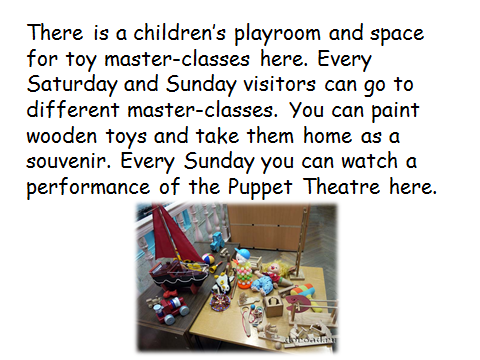 There is a children's playroom and space
for toy master-classes here. Every
Saturday and Sunday visitors can go to
different master-classes. You can paint
wooden toys and take them home as a
souvenir. Every Sunday you can watch a
performance of the Puppet Theatre here.